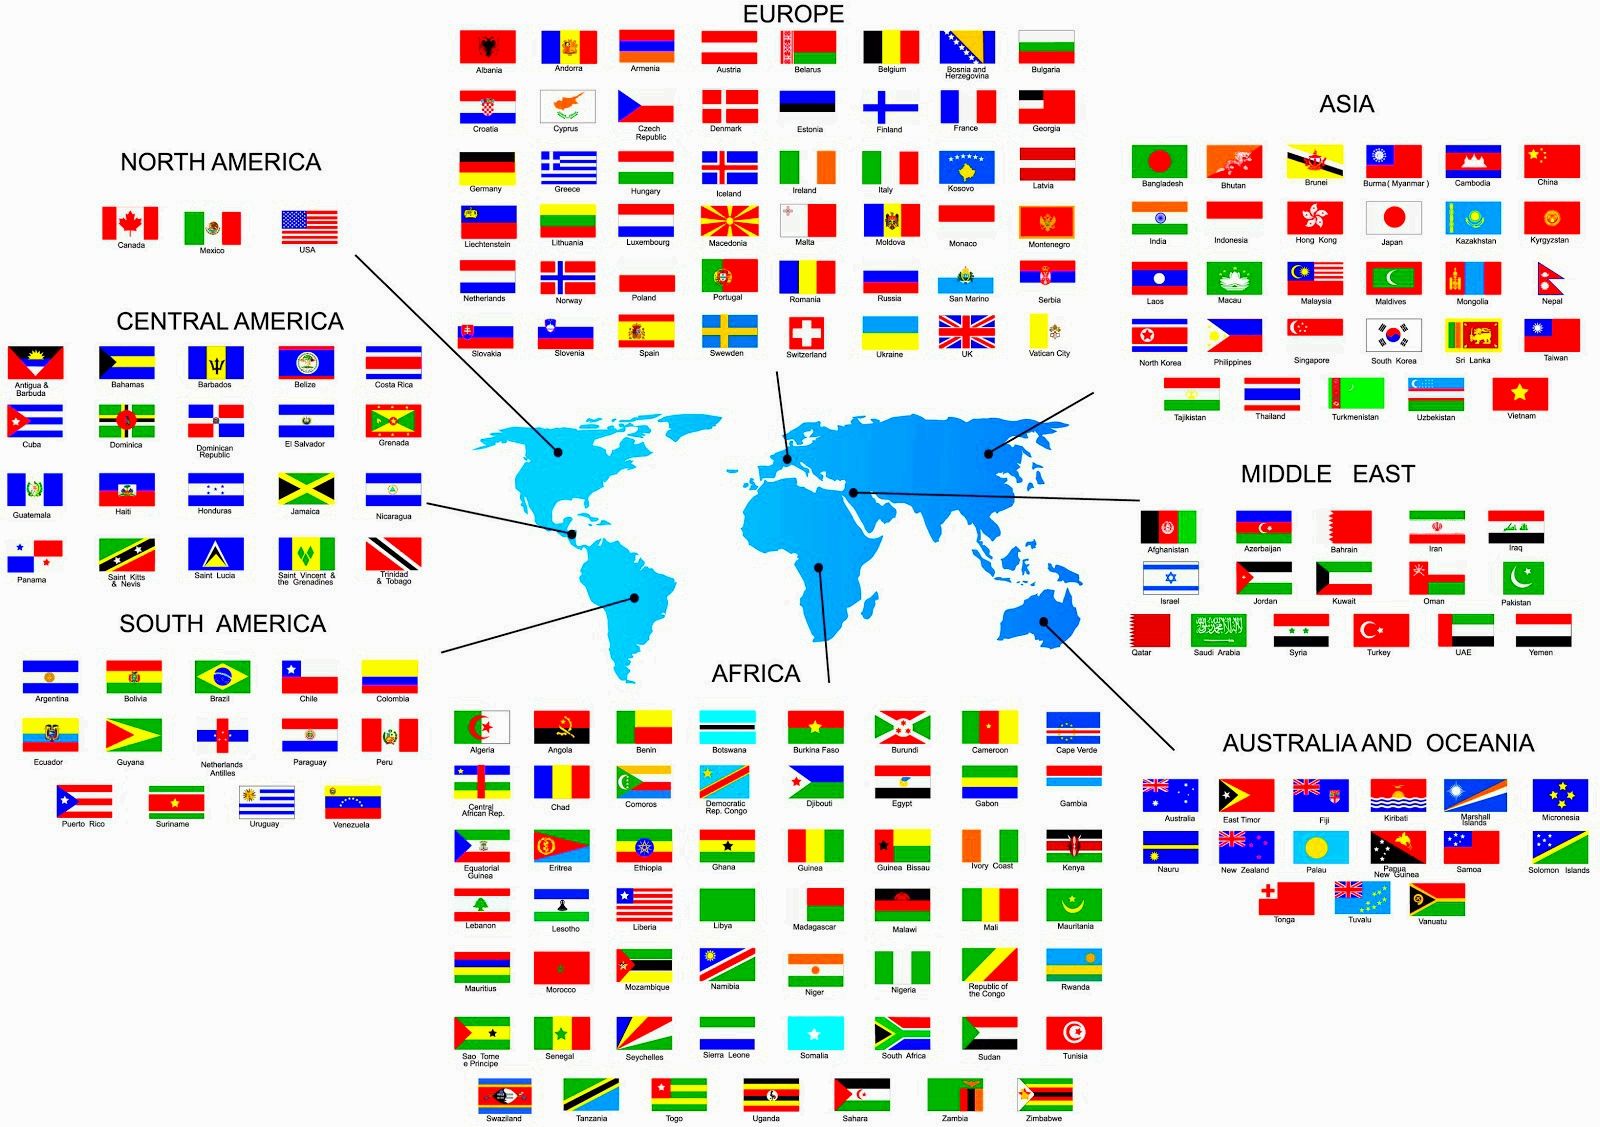 EUROPE
Albania
Andorra
Armenia
Austria
Belarus
Belgium
Bosnia and
Herzegovina
Bulgaria
Croatia
Cyprus
Czech
Republic
Denmark
Estonia
Finland
France
Georgia
Germany
Greece
Hungary
Iceland
Ireland
Italy
Kosovo
Latvia
Liechtenstein
Lithuania
Luxembourg
Macedonia
Malta
Moldova
Monaco
Montenegro
Netherlands
Norway
Poland
Portugal
Romania
Russia
San Marino
Serbia
Slovakia
Slovenia
Spain
Swewden
Switzerland
Ukraine
UK
Vatican City
NORTH AMERICA
Canada
Mexico
USA
CENTRAL AMERICA
Antigua &
Barbuda
Bahamas
Barbados
Belize
Costa Rica
Cuba
Dominica
Dominican
Republic
El Salvador
Grenada
Guatemala
Haiti
Honduras
Jamaica
Nicaragua
Panama
Saint Kitts
& Nevis
Saint Lucia
Saint Vincent &
the Grenadines
Trinidad
& Tobago
SOUTH AMERICA
Argentina
Bolivia
Brazil
Chile
Colombia
Ecuador
Guyana
Netherlands
Antilles
Paraguay
Peru
Puerto Rico
Suriname
Uruguay
Venezuela
ASIA
Bangladesh
Bhutan
Brunei
Burma ( Myanmar )
Cambodia
China
India
Indonesia
Hong Kong
Japan
Kazakhstan
Kyrgyzstan
Laos
Macau
Malaysia
Maldives
Mongolia
Nepal
North Korea
Philippines
Singapore
South Korea
Sri Lanka
Taiwan
Tajikistan
Thailand
Turkmenistan
Uzbekistan
Vietnam
MIDDLE EAST
Afghanistan
Azerbaijan
Bahrain
Iran
Iraq
Israel
Jordan
Kuwait
Oman
Pakistan
Qatar
Saudi Arabia
Syria
Turkey
UAE
Yemen
AFRICA
Algeria
Angola
Benin
Botswana
Burkina Faso
Burundi
Cameroon
Cape Verde
Central
African Rep.
Chad
Comoros
Democratic
Rep. Congo
Djibouti
Egypt
Gabon
Gambia
Equatorial
Guinea
Eritrea
Ethiopia
Ghana
Guinea
Guinea Bissau
Ivory Coast
Kenya
Lebanon
Lesotho
Liberia
Libya
Madagascar
Malawi
Mali
Mauritania
Mauritius
Morocco
Mozambique
Namibia
Niger
Nigeria
Republic of
the Congo
Rwanda
Sao Tome
e Principe
Senegal
Seychelles
Sierra Leone
Somalia
South Africa
Sudan
Tunisia
Swaziland
Tanzania
Togo
Uganda
Sahara
Zambia
Zimbabwe
AUSTRALIA AND OCEANIA
Australia
East Timor
Fiji
Kiribati
Marshall
Islands
Micronesia
Nauru
New Zealand
Palau
Papua
New Guinea
Samoa
Solomon Islands
Tonga
Tuvalu
Vanuatu